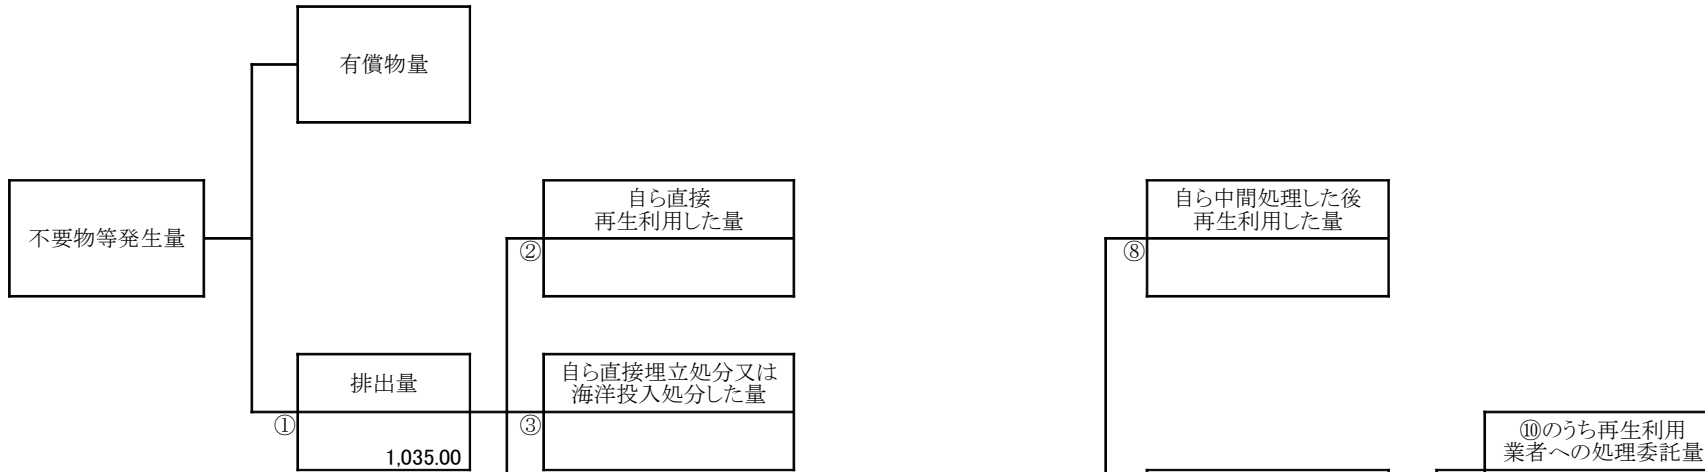 有償物量
不要物等発生量
自ら直接
再生利用した量
②
自ら中間処理した後
再生利用した量
⑧
排出量
①
1,035.00
自ら直接埋立処分又は
海洋投入処分した量
③
⑩のうち再生利用
業者への処理委託量